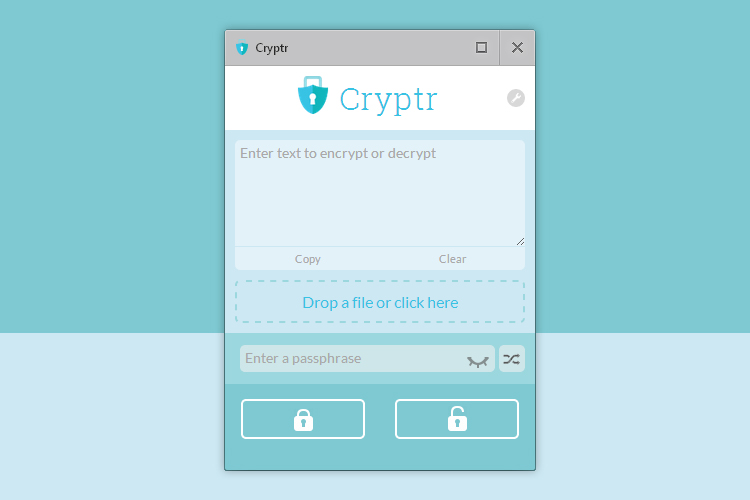 Cryptr
Cryptr
Enter text to encrypt or decrypt
Copy Clear
Drop a file or click here
Enter a passphrase